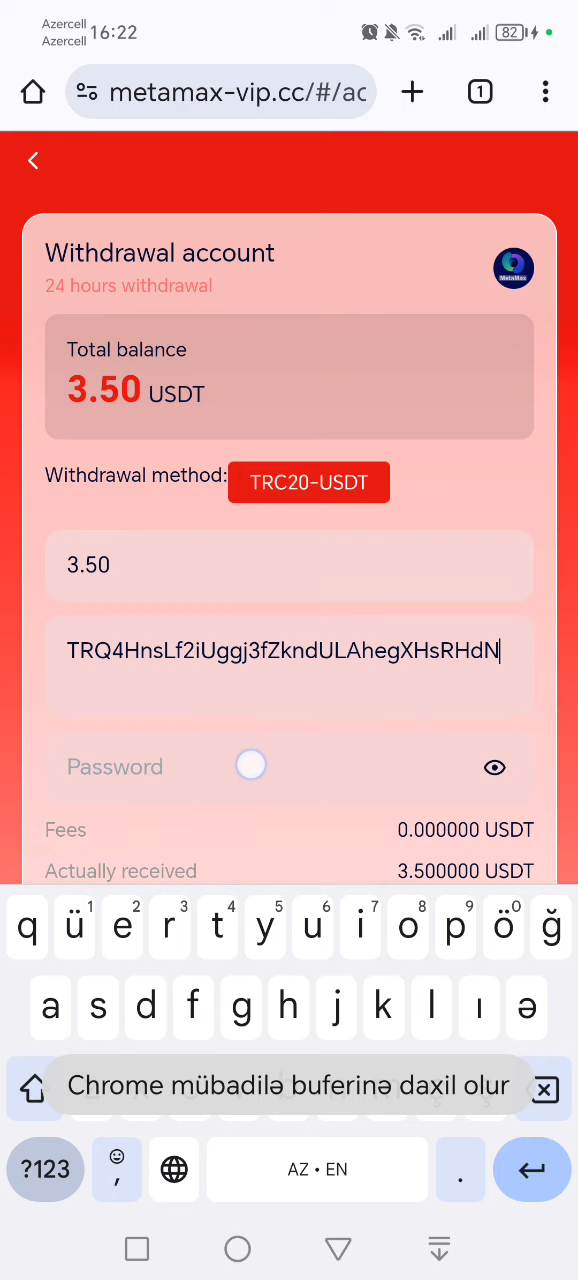 Azercell
Azercell
16:22
82
metamax-vip.cc/#/ac
1
Withdrawal account
24 hours withdrawal
MetaMax
Total balance
3.50 USDT
Withdrawal method:
TRC20-USDT
3.50
TRQ4HnsLf2iUggj3fZkndULAhegXHsRHdN
Password
Fees
0.000000 USDT
Actually received
3.500000 USDT
q ü 1 e 2 r 3 t 4 y 5 u 6 i 7 o 8 p 9 ö 0 ğ
a s d f g h j k l ı ə
Chrome mübadilə buferinə daxil olur
?123 , AZ • EN .